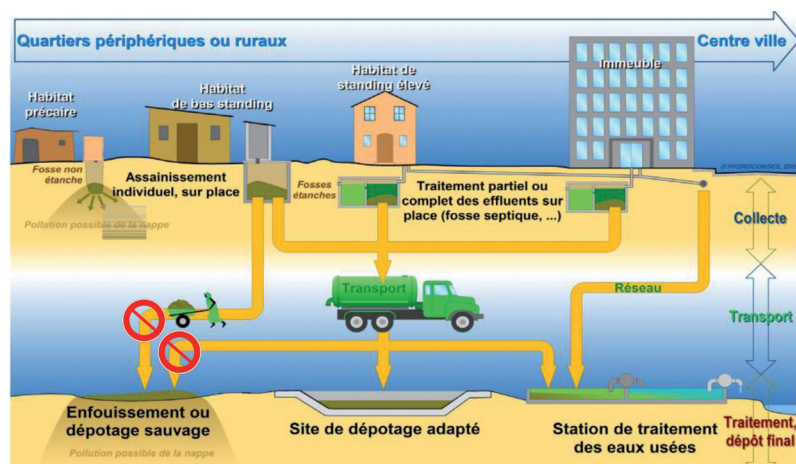 Quartiers périphériques ou ruraux
Centre ville
Habitat
précaire
Habitat
de bas standing
Habitat de
standing élevé
Immeuble
Fosse non
étanche
Assainissement
individuel, sur place
Fosses
étanches
Traitement partiel ou
complet des effluents sur
place (fosse septique, ...)
Pollution possible de la nappe
Collecte
Transport
Réseau
Transport
Enfouissement ou
dépotage sauvage
Pollution possible de la nappe
Site de dépotage adapté
Station de traitement
des eaux usées
Traitement,
dépôt final
© HYDROCONSEIL